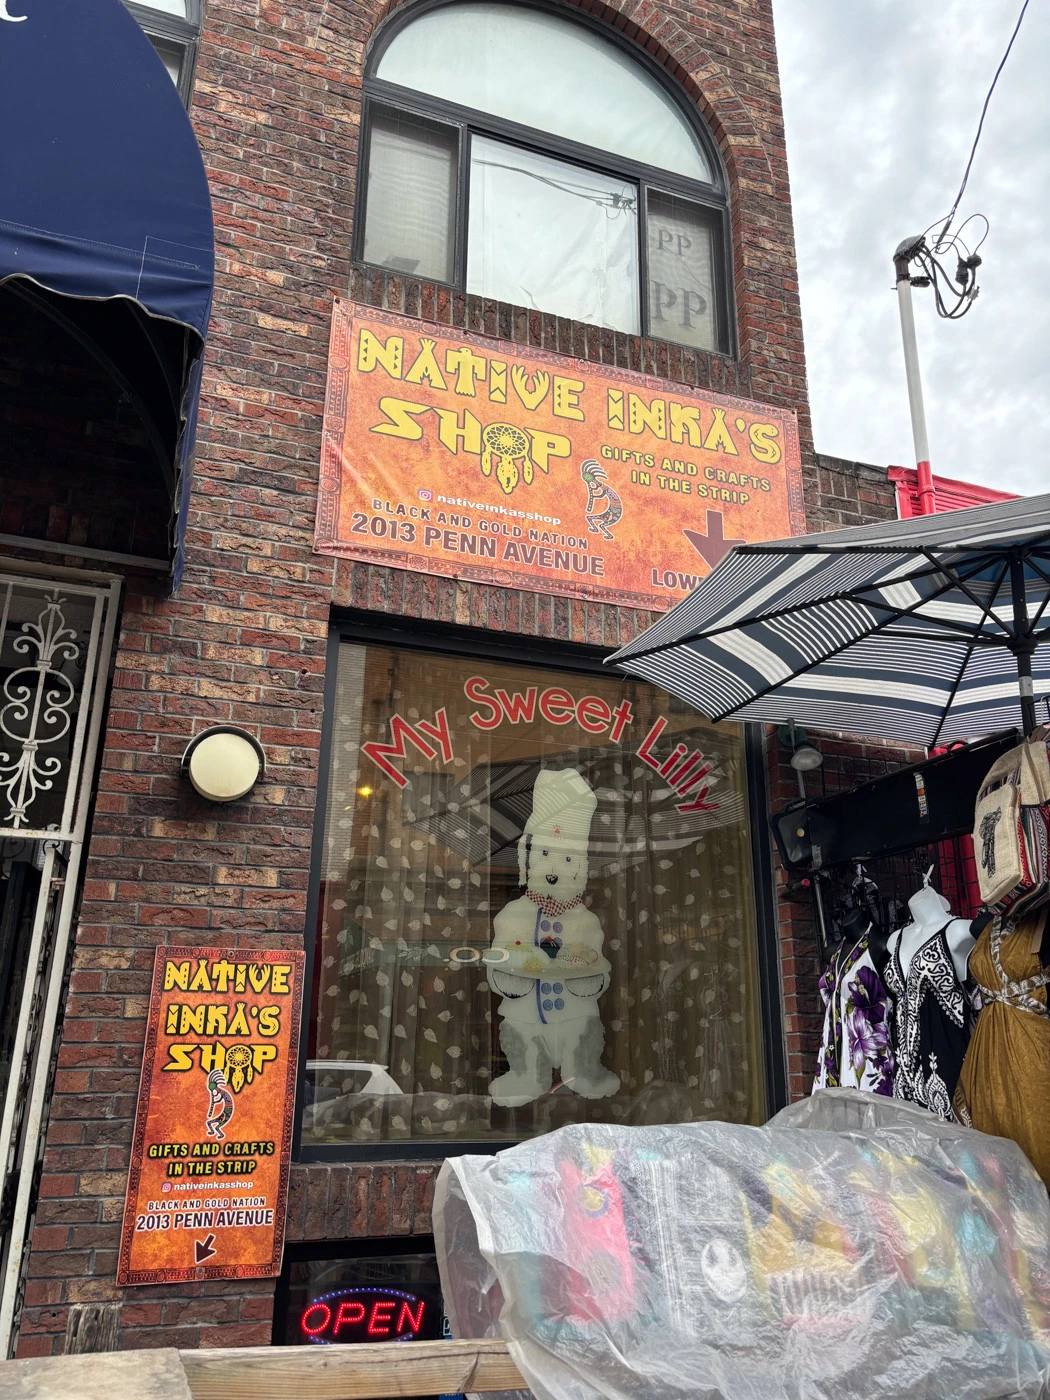 PP
PP
NATIVE INKA'S
SHOP
GIFTS AND CRAFTS
IN THE STRIP
nativeinkasshop
BLACK AND GOLD NATION
2013 PENN AVENUE
My Sweet Lilly
NATIVE
INKA'S
SHOP
GIFTS AND CRAFTS
IN THE STRIP
nativeinkasshop
BLACK AND GOLD NATION
2013 PENN AVENUE
OPEN